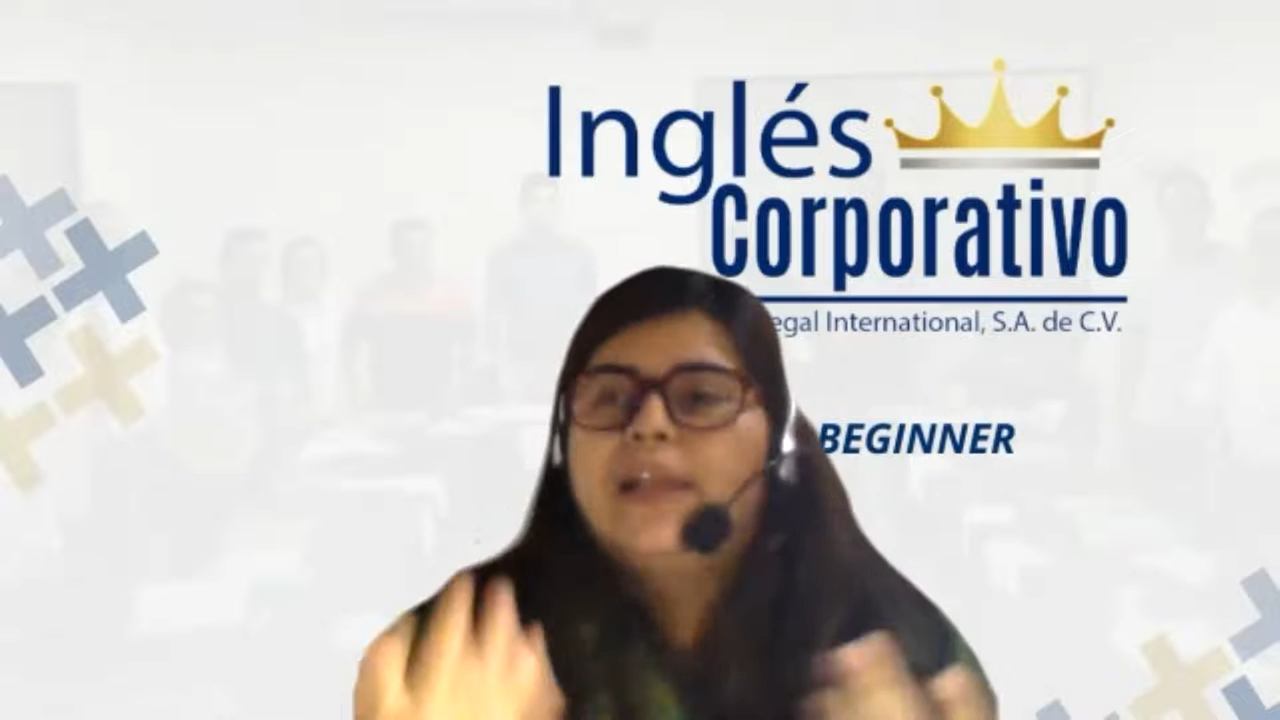 Inglés
Corporativo
egal International, S.A. de C.V.
BEGINNER